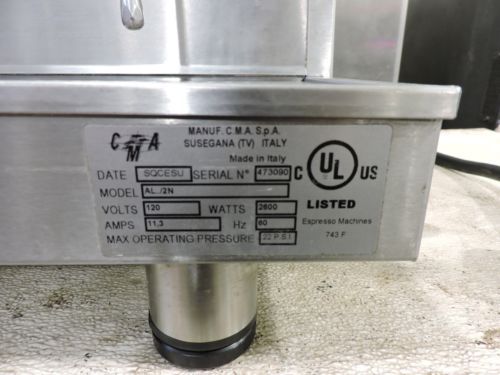 CMA
MANUF. C.M.A. S.p.A.
SUSEGANA (TV) ITALY
Made in Italy
DATE SQCESU SERIAL N° 473090
MODEL AL../2N
VOLTS 120 WATTS 2600
AMPS 11,3 Hz 60
MAX OPERATING PRESSURE 22 P.S.I.
C UL US
LISTED
Espresso Machines
743 F